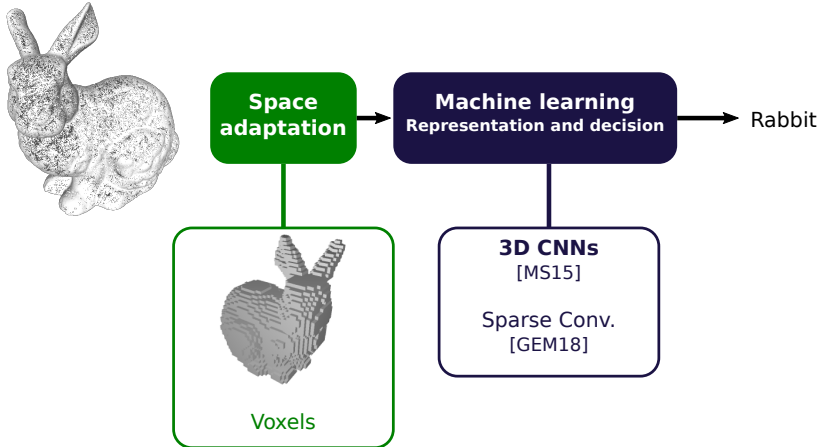 Space
adaptation
Machine learning
Representation and decision
Rabbit
Voxels
3D CNNs
[MS15]
Sparse Conv.
[GEM18]